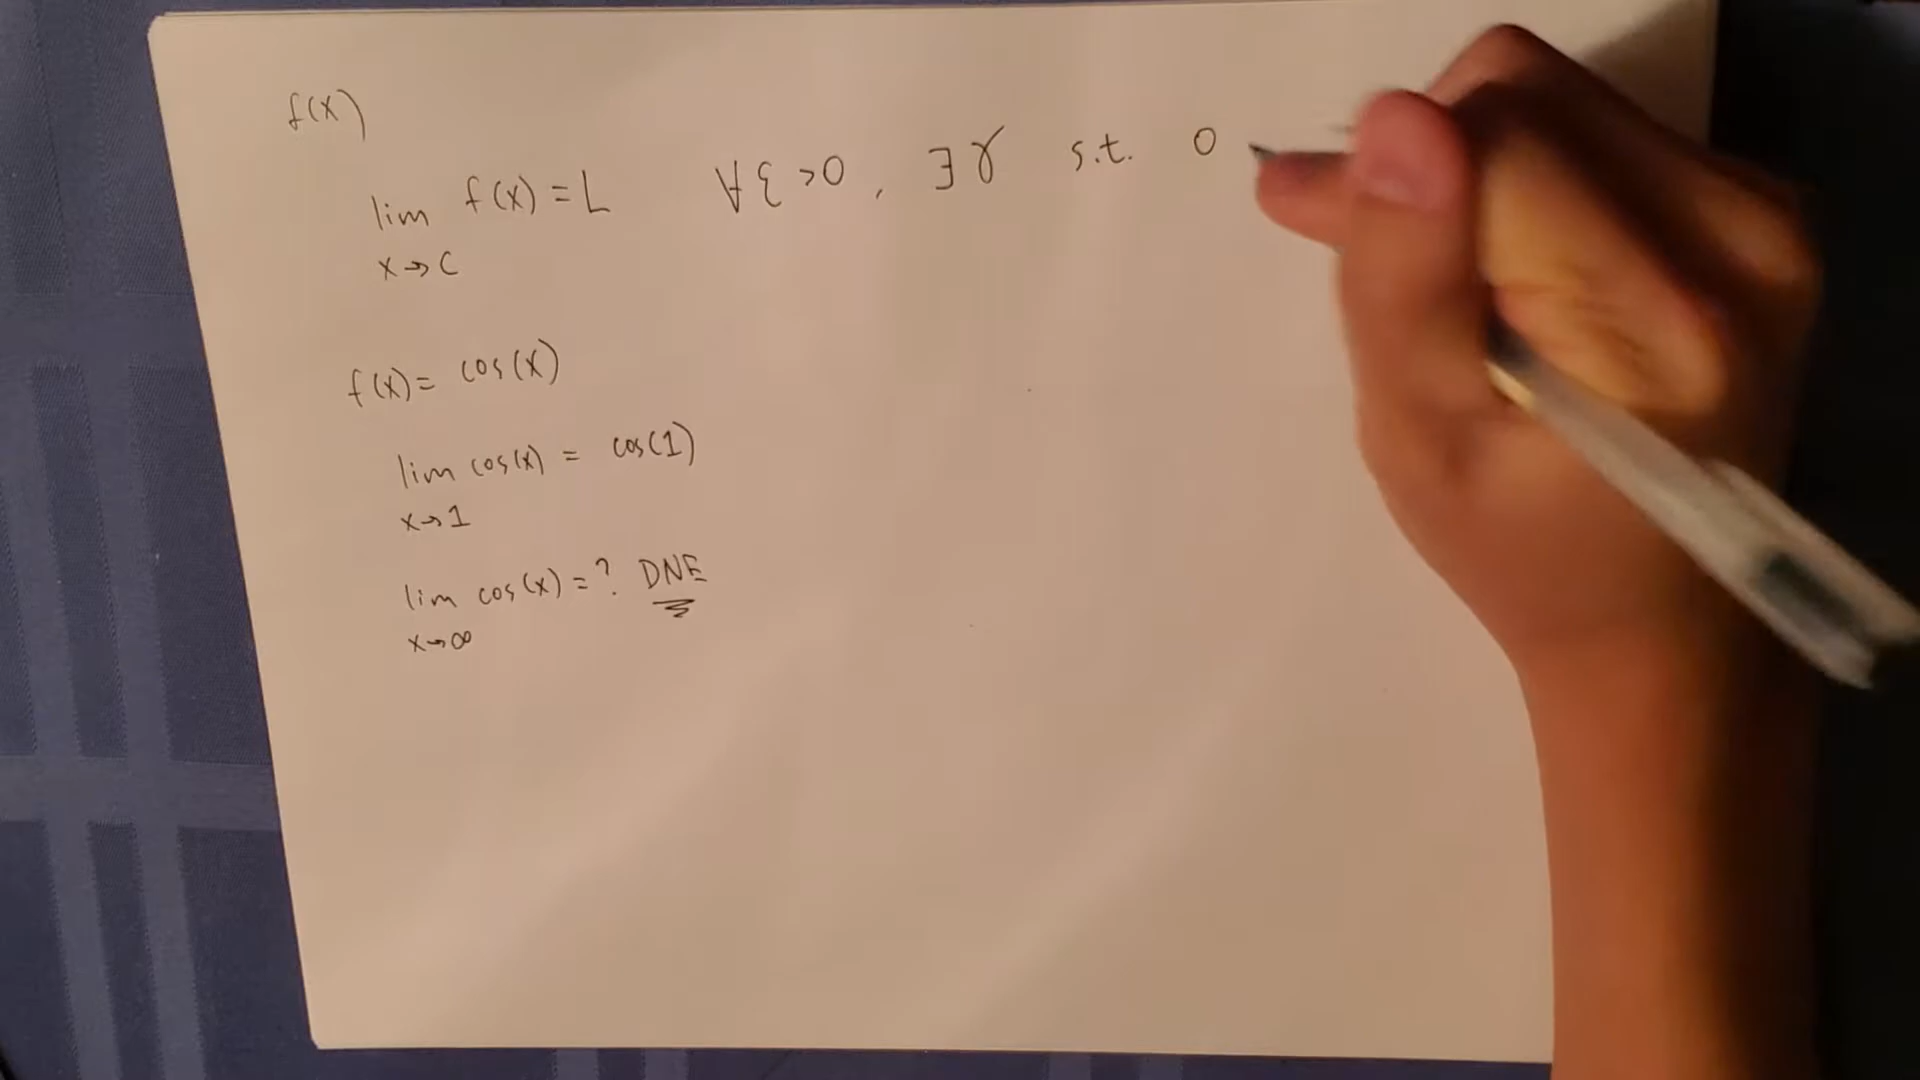 f(x)
lim f(x) = L ∀ε>0, ∃γ s.t. 0
x→c
f(x) = cos(x)
lim cos(x) = cos(1)
x→1
lim cos(x) = ? DNE
x→∞